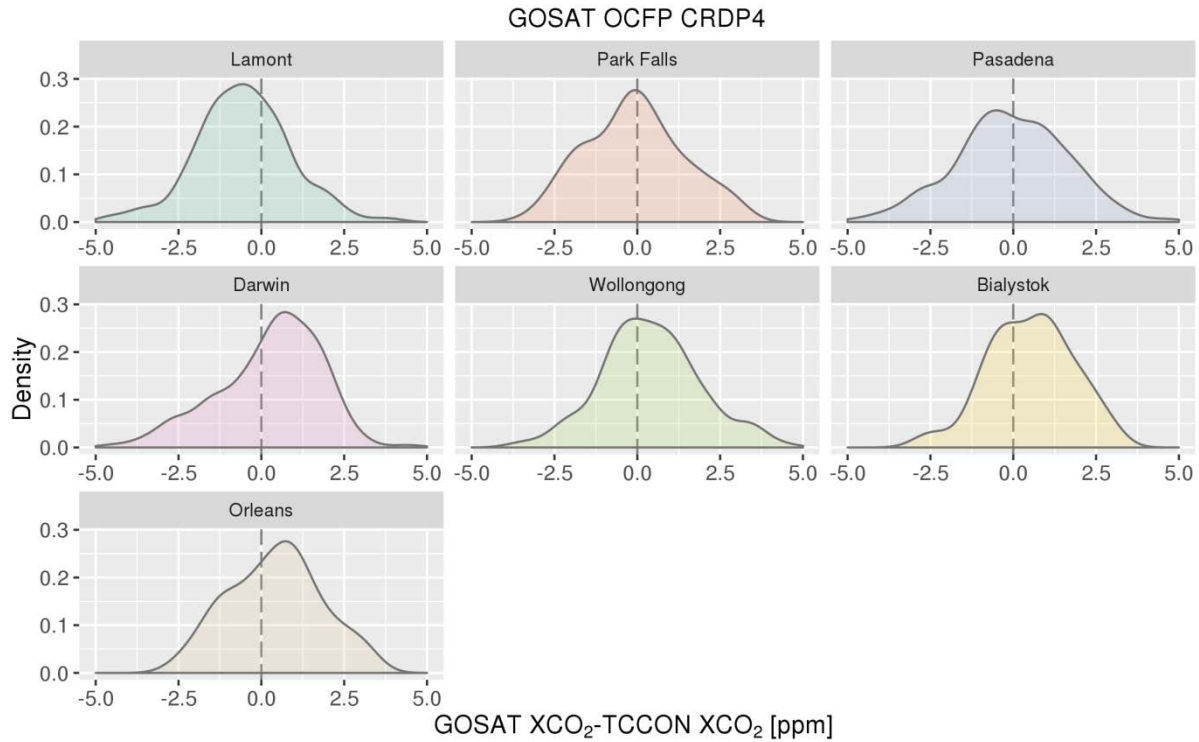 GOSAT OCFP CRDP4
Lamont
Park Falls
Pasadena
0.3
0.2
0.1
0.0
-5.0 -2.5 0.0 2.5 5.0
-5.0 -2.5 0.0 2.5 5.0
-5.0 -2.5 0.0 2.5 5.0
Darwin
Wollongong
Bialystok
Density
0.3
0.2
0.1
0.0
-5.0 -2.5 0.0 2.5 5.0
-5.0 -2.5 0.0 2.5 5.0
-5.0 -2.5 0.0 2.5 5.0
Orleans
0.3
0.2
0.1
0.0
-5.0 -2.5 0.0 2.5 5.0
GOSAT XCO₂-TCCON XCO₂ [ppm]